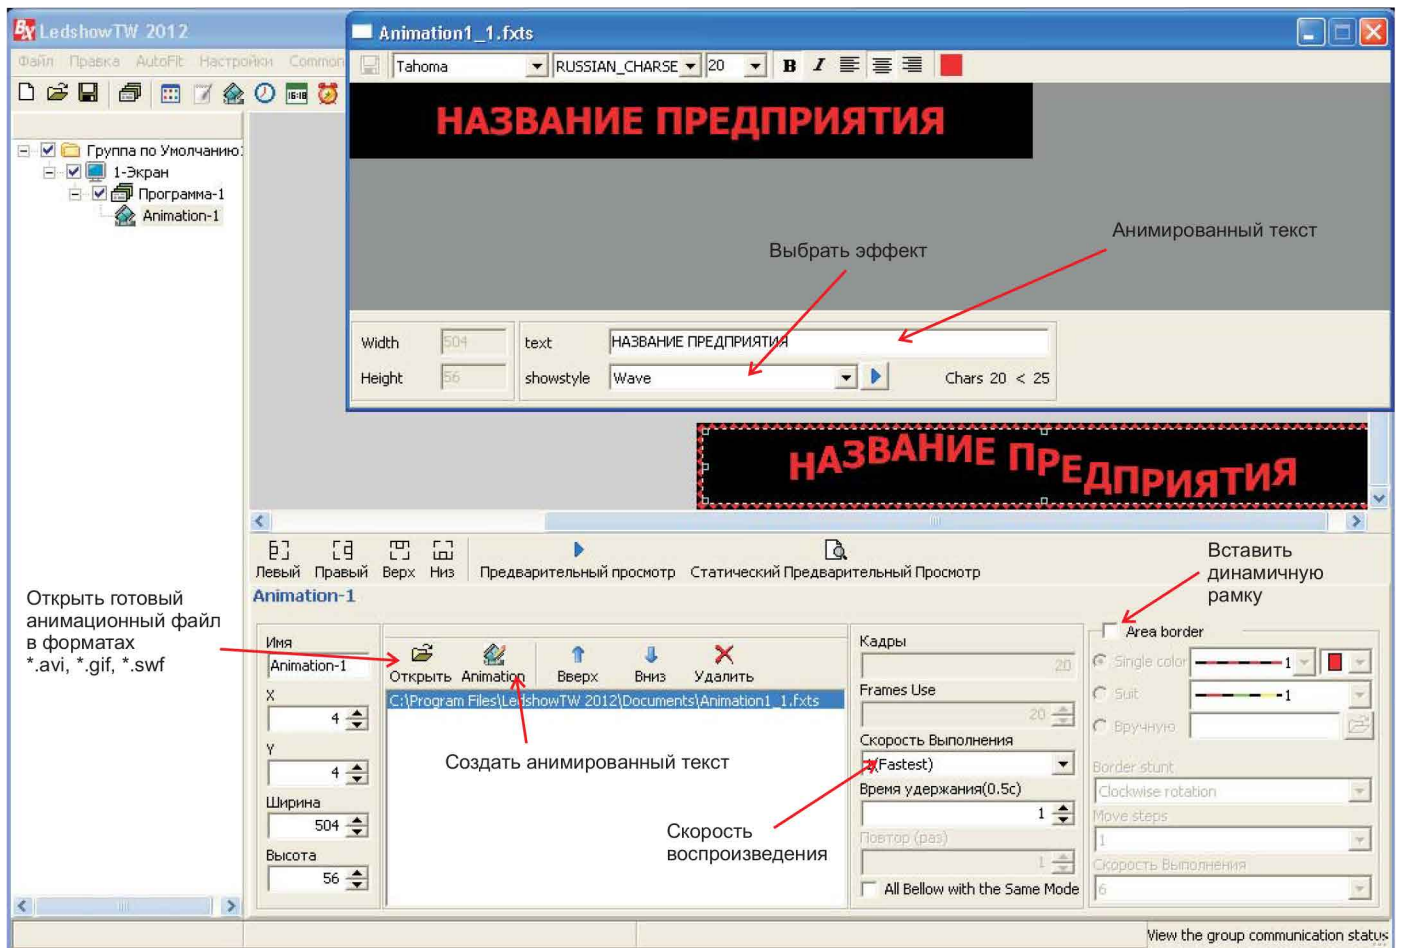 BX LedshowTW 2012
Animation1_1.fxts
Файл Правка AutoFit Настройки Common
Tahoma RUSSIAN_CHARSE 20 B I
16:18
НАЗВАНИЕ ПРЕДПРИЯТИЯ
Группа по Умолчанию
1-Экран
Программа-1
Animation-1
Выбрать эффект
Анимированный текст
Width 504
text НАЗВАНИЕ ПРЕДПРИЯТИЯ
Height 56
showstyle Wave
Chars 20 < 25
НАЗВАНИЕ ПРЕДПРИЯТИЯ
Левый Правый Верх Низ Предварительный просмотр Статический Предварительный Просмотр
Вставить
динамичную
рамку
Animation-1
Открыть готовый
анимационный файл
в форматах
*.avi, *.gif, *.swf
Имя
Animation-1
X
4
Y
4
Ширина
504
Высота
56
Открыть Animation Вверх Вниз Удалить
C:\Program Files\LedshowTW 2012\Documents\Animation1_1.fxts
Создать анимированный текст
Скорость
воспроизведения
Кадры
20
Frames Use
20
Скорость Выполнения
1(Fastest)
Время удержания(0.5с)
1
Повтор (раз)
1
All Bellow with the Same Mode
Area border
Single color 1
Suit 1
Вручную
Border stunt
Clockwise rotation
Move steps
1
Скорость Выполнения
6
View the group communication status